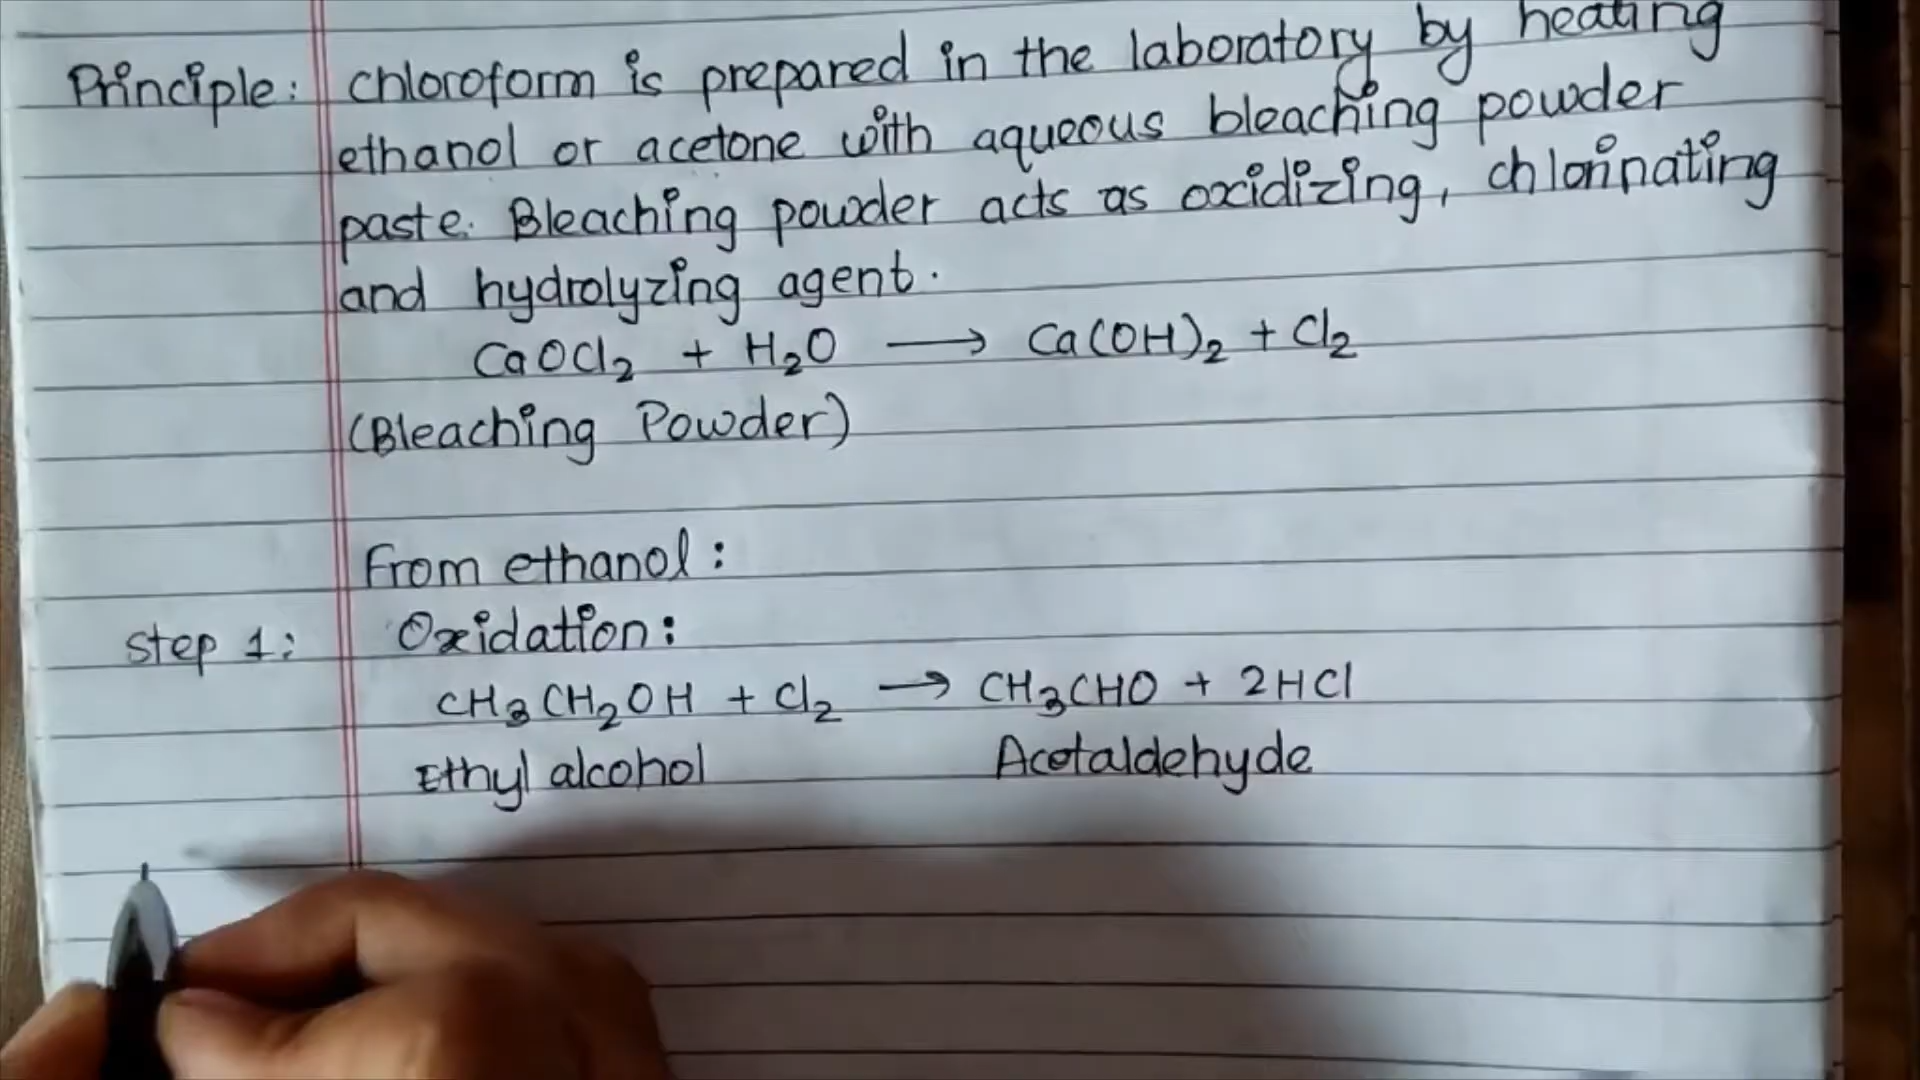 Principle: chloroform is prepared in the laboratory by heating
ethanol or acetone with aqueous bleaching powder
paste. Bleaching powder acts as oxidizing, chlorinating
and hydrolyzing agent.
CaOCl₂ + H₂O → Ca(OH)₂ + Cl₂
(Bleaching Powder)
From ethanol:
Step 1: Oxidation:
CH₃CH₂OH + Cl₂ → CH₃CHO + 2HCl
Ethyl alcohol Acetaldehyde